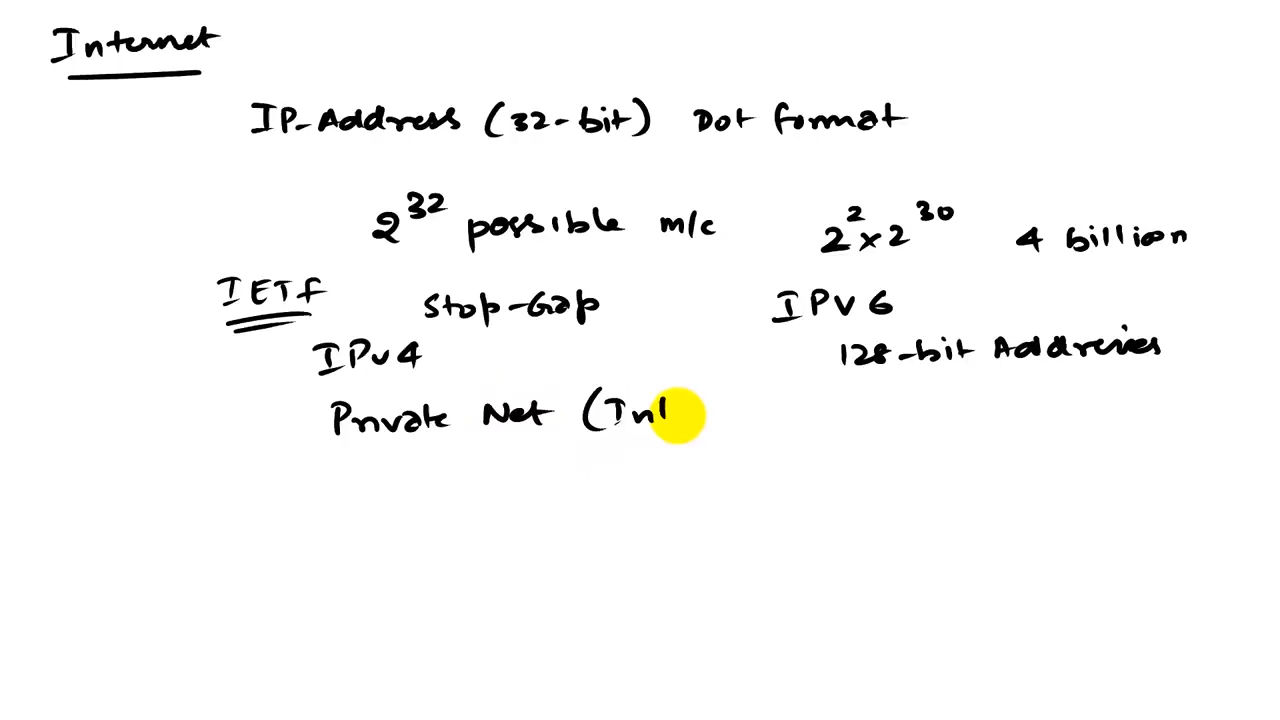 Internet
IP-Address (32-bit) Dot format
2^32 possible m/c 2^2 x 2^30 4 billion
IETF Stop-Gap IPV6
IPv4 128-bit Addresses
Private Net (In